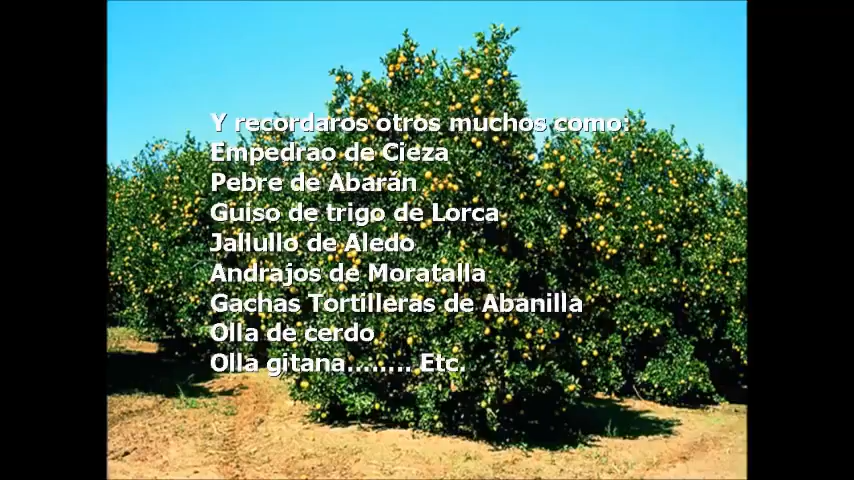 Y recordaros otros muchos como:
Empedrao de Cieza
Pebre de Abarán
Guiso de trigo de Lorca
Jallullo de Aledo
Andrajos de Moratalla
Gachas Tortilleras de Abanilla
Olla de cerdo
Olla gitana........ Etc.